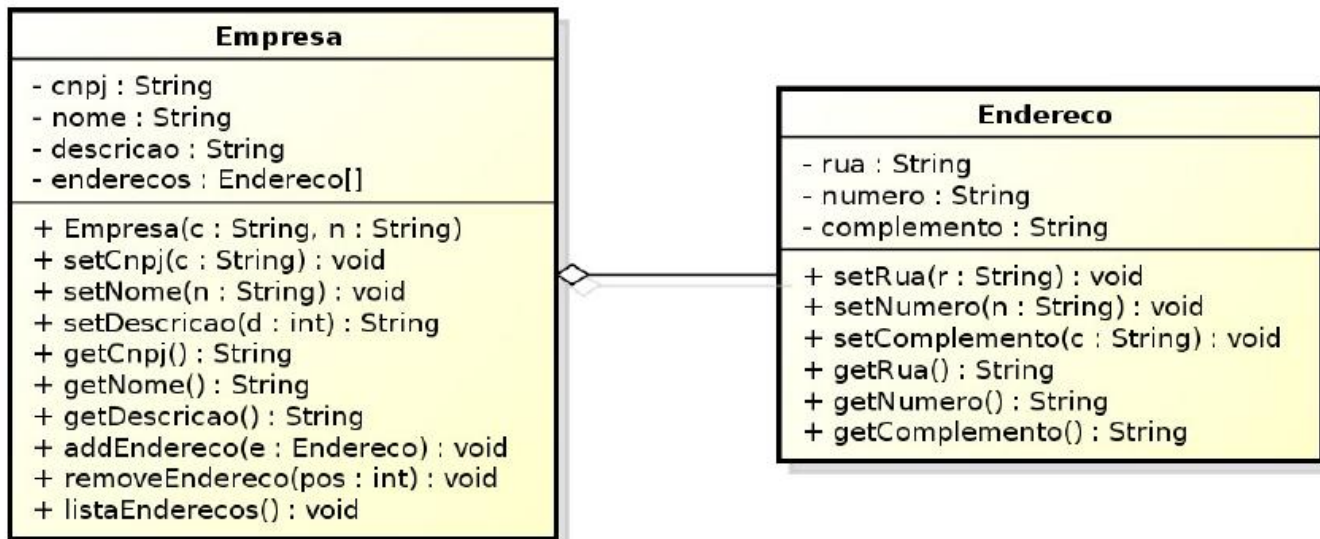 Empresa
- cnpj : String
- nome : String
- descricao : String
- enderecos : Endereco[]
+ Empresa(c : String, n : String)
+ setCnpj(c : String) : void
+ setNome(n : String) : void
+ setDescricao(d : int) : String
+ getCnpj() : String
+ getNome() : String
+ getDescricao() : String
+ addEndereco(e : Endereco) : void
+ removeEndereco(pos : int) : void
+ listaEnderecos() : void
Endereco
- rua : String
- numero : String
- complemento : String
+ setRua(r : String) : void
+ setNumero(n : String) : void
+ setComplemento(c : String) : void
+ getRua() : String
+ getNumero() : String
+ getComplemento() : String